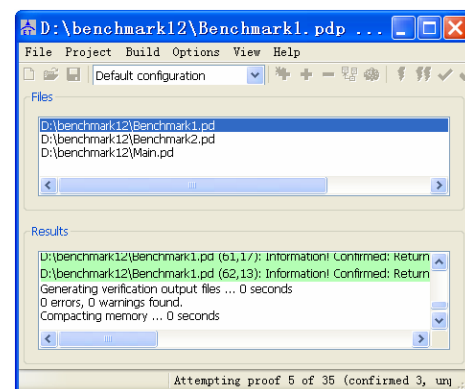 D:\benchmark12\Benchmark1.pdp ...
File Project Build Options View Help
Default configuration
Files
D:\benchmark12\Benchmark1.pd
D:\benchmark12\Benchmark2.pd
D:\benchmark12\Main.pd
Results
D:\benchmark12\Benchmark1.pd (61,17): Information! Confirmed: Return
D:\benchmark12\Benchmark1.pd (62,13): Information! Confirmed: Return
Generating verification output files ... 0 seconds
0 errors, 0 warnings found.
Compacting memory ... 0 seconds
Attempting proof 5 of 35 (confirmed 3,